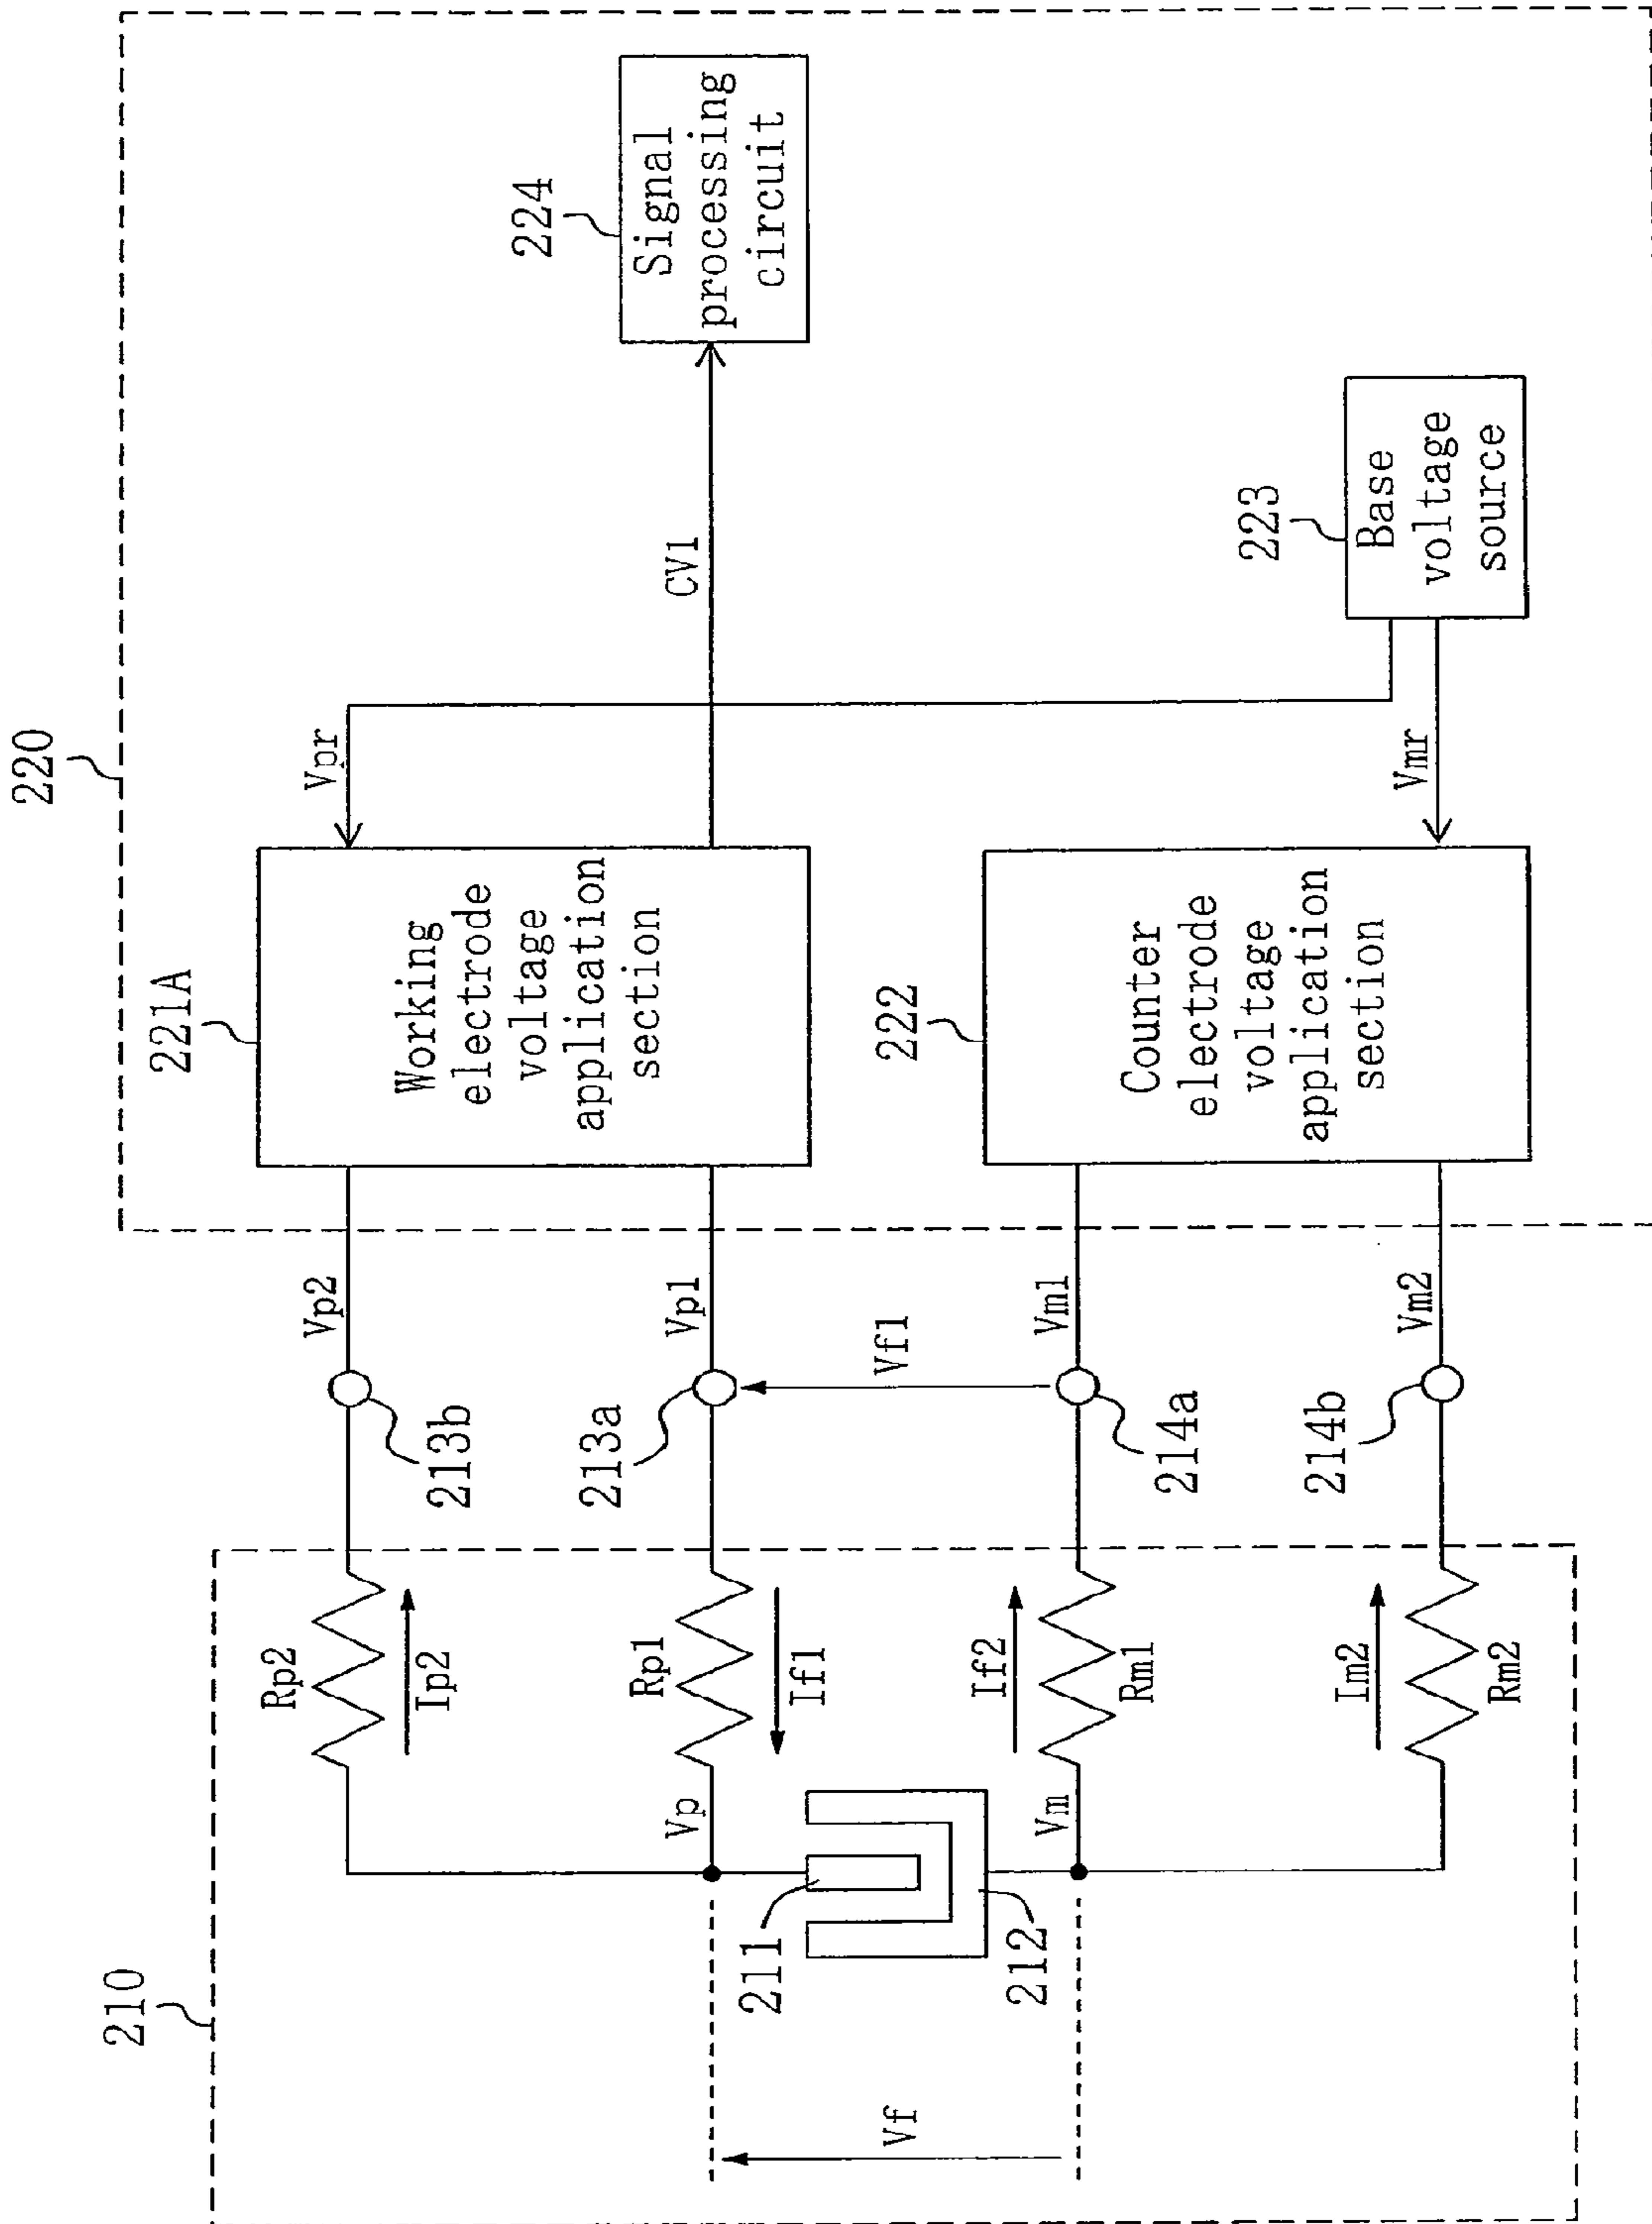 210
220
Vf
211
212
Vp
Vm
Rp2
Ip2
Rp1
If1
If2
Rm1
Im2
Rm2
213b
213a
214a
214b
Vf1
Vp2
Vp1
Vm1
Vm2
221A
Working
electrode
voltage
application
section
222
Counter
electrode
voltage
application
section
Vpr
Vmr
CV1
223
Base
voltage
source
224
Signal
processing
circuit